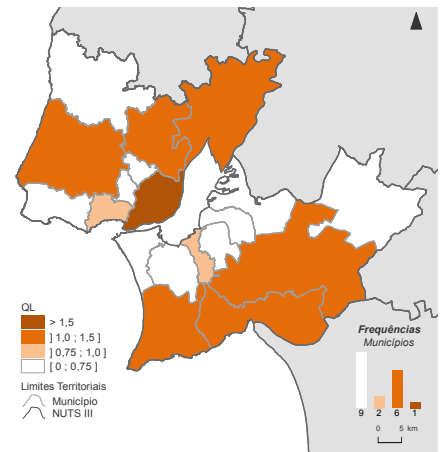 QL
> 1,5
] 1,0 ; 1,5 ]
] 0,75 ; 1,0 ]
[ 0 ; 0,75 ]
Limites Territoriais
Município
NUTS III
Frequências
Municípios
9 2 6 1
0 5 km